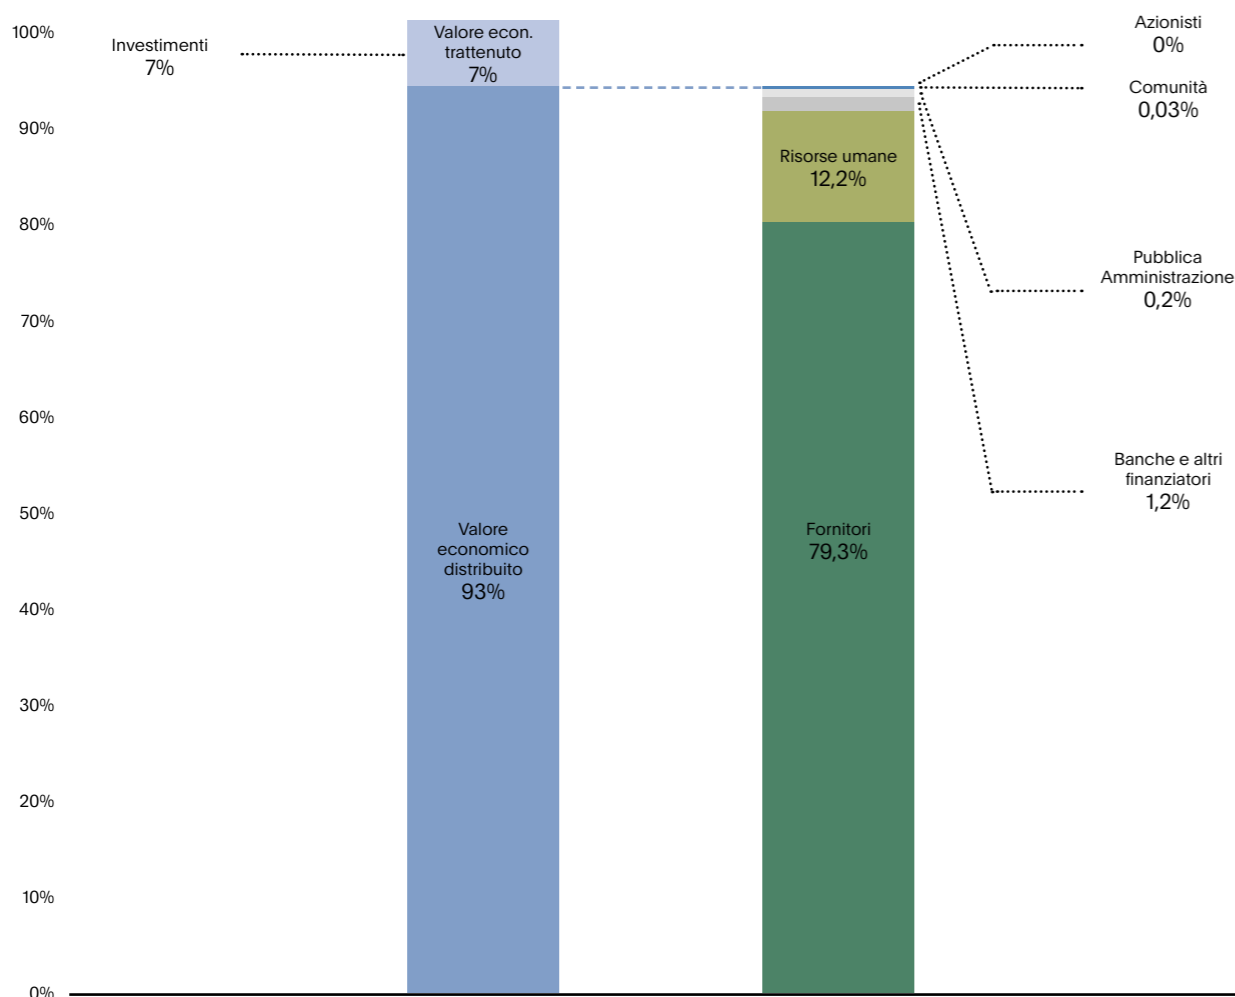 100%
90%
80%
70%
60%
50%
40%
30%
20%
10%
0%
Investimenti
7%
Valore econ.
trattenuto
7%
Valore
economico
distribuito
93%
Risorse umane
12,2%
Fornitori
79,3%
Azionisti
0%
Comunità
0,03%
Pubblica
Amministrazione
0,2%
Banche e altri
finanziatori
1,2%